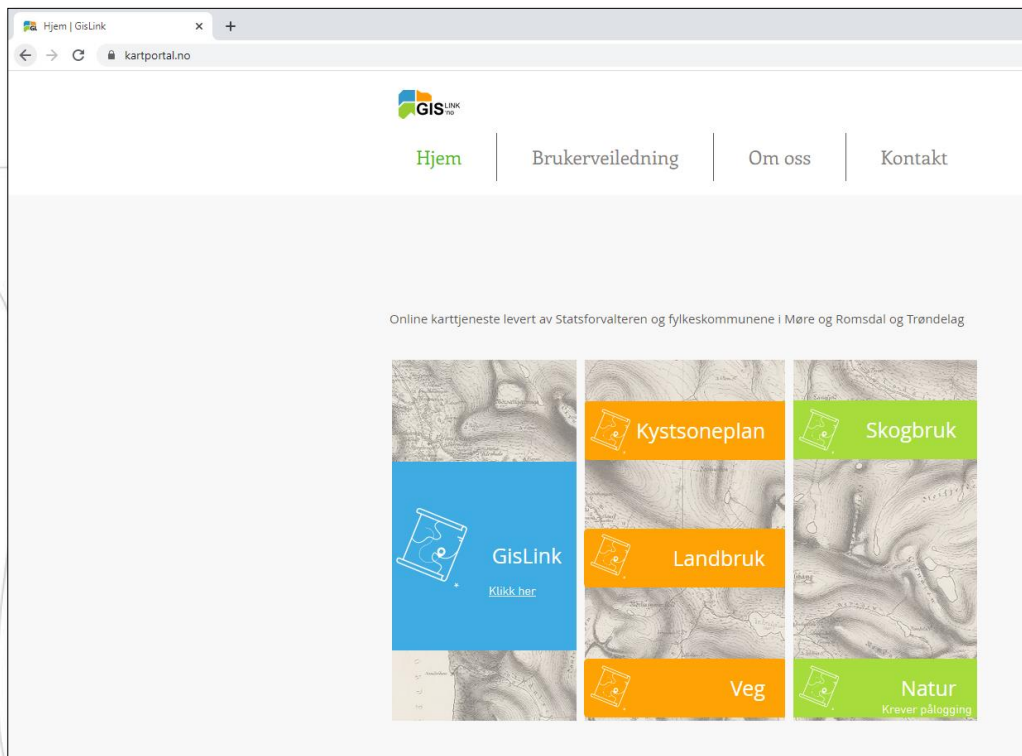 Hjem | GisLink
kartportal.no
GIS LINK
no
Hjem
Brukerveiledning
Om oss
Kontakt
Online karttjeneste levert av Statsforvalteren og fylkeskommunene i Møre og Romsdal og Trøndelag
GisLink
Klikk her
Kystsoneplan
Landbruk
Veg
Skogbruk
Natur
Krever pålogging